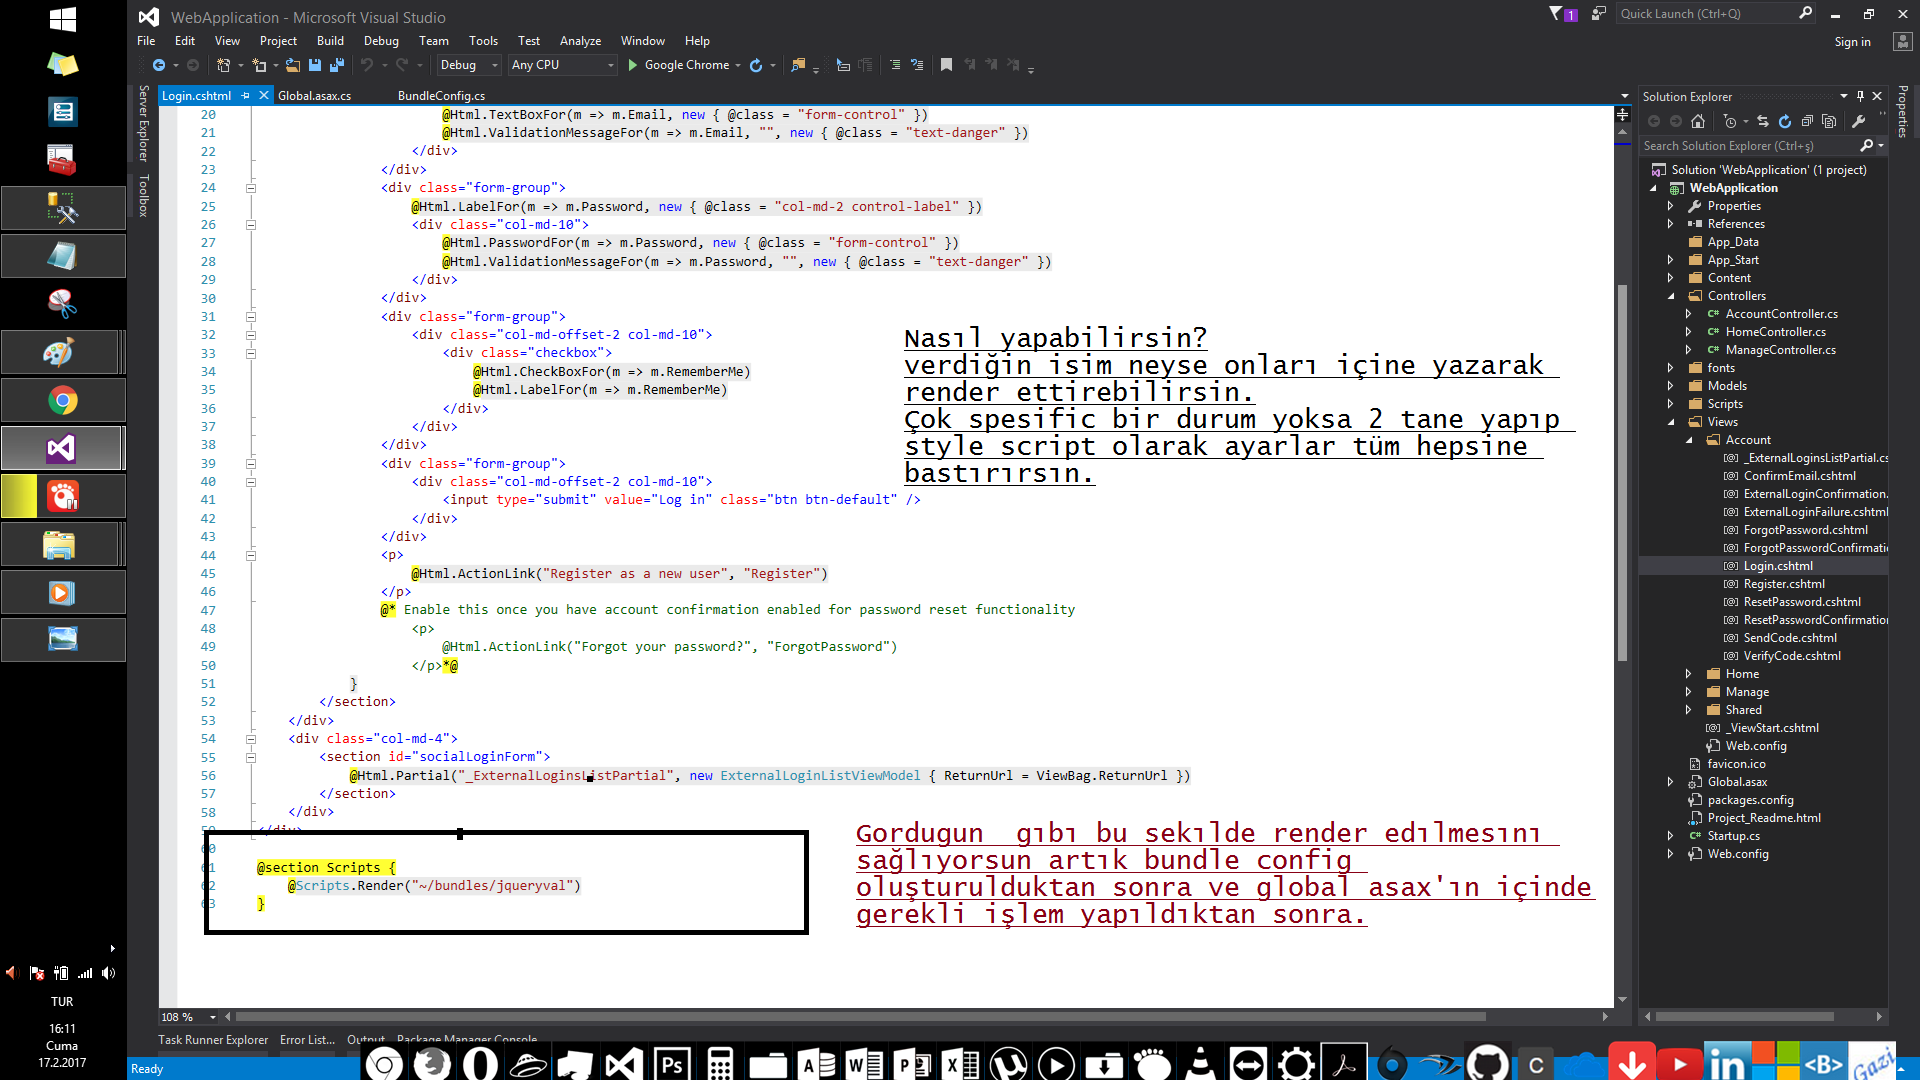 WebApplication - Microsoft Visual Studio
1
Quick Launch (Ctrl+Q)
File Edit View Project Build Debug Team Tools Test Analyze Window Help
Sign in
Debug Any CPU Google Chrome
Server Explorer
Toolbox
Login.cshtml Global.asax.cs BundleConfig.cs
20 @Html.TextBoxFor(m => m.Email, new { @class = "form-control" })
21 @Html.ValidationMessageFor(m => m.Email, "", new { @class = "text-danger" })
22 </div>
23 </div>
24 <div class="form-group">
25 @Html.LabelFor(m => m.Password, new { @class = "col-md-2 control-label" })
26 <div class="col-md-10">
27 @Html.PasswordFor(m => m.Password, new { @class = "form-control" })
28 @Html.ValidationMessageFor(m => m.Password, "", new { @class = "text-danger" })
29 </div>
30 </div>
31 <div class="form-group">
32 <div class="col-md-offset-2 col-md-10">
33 <div class="checkbox">
34 @Html.CheckBoxFor(m => m.RememberMe)
35 @Html.LabelFor(m => m.RememberMe)
36 </div>
37 </div>
38 </div>
39 <div class="form-group">
40 <div class="col-md-offset-2 col-md-10">
41 <input type="submit" value="Log in" class="btn btn-default" />
42 </div>
43 </div>
44 <p>
45 @Html.ActionLink("Register as a new user", "Register")
46 </p>
47 @* Enable this once you have account confirmation enabled for password reset functionality
48 <p>
49 @Html.ActionLink("Forgot your password?", "ForgotPassword")
50 </p>*@
51 }
52 </section>
53 </div>
54 <div class="col-md-4">
55 <section id="socialLoginForm">
56 @Html.Partial("_ExternalLoginsListPartial", new ExternalLoginListViewModel { ReturnUrl = ViewBag.ReturnUrl })
57 </section>
58 </div>
59 </div>
60
61 @section Scripts {
62 @Scripts.Render("~/bundles/jqueryval")
63 }
Nasıl yapabilirsin?
verdiğin isim neyse onları içine yazarak
render ettirebilirsin.
Çok spesific bir durum yoksa 2 tane yapıp
style script olarak ayarlar tüm hepsine
bastırırsın.
Gordugun gıbı bu sekılde render edılmesını
sağlıyorsun artık bundle config
oluşturulduktan sonra ve global asax'ın içinde
gerekli işlem yapıldıktan sonra.
Solution Explorer
Properties
Search Solution Explorer (Ctrl+ş)
Solution 'WebApplication' (1 project)
WebApplication
Properties
References
App_Data
App_Start
Content
Controllers
C# AccountController.cs
C# HomeController.cs
C# ManageController.cs
fonts
Models
Scripts
Views
Account
_ExternalLoginsListPartial.cs
ConfirmEmail.cshtml
ExternalLoginConfirmation.
ExternalLoginFailure.cshtml
ForgotPassword.cshtml
ForgotPasswordConfirmati
Login.cshtml
Register.cshtml
ResetPassword.cshtml
ResetPasswordConfirmation
SendCode.cshtml
VerifyCode.cshtml
Home
Manage
Shared
_ViewStart.cshtml
Web.config
favicon.ico
Global.asax
packages.config
Project_Readme.html
Startup.cs
Web.config
108 %
Task Runner Explorer Error List... Output Package Manager Console
Ready
TUR
16:11
Cuma
17.2.2017
Ps
C
in
<B>
Gazi